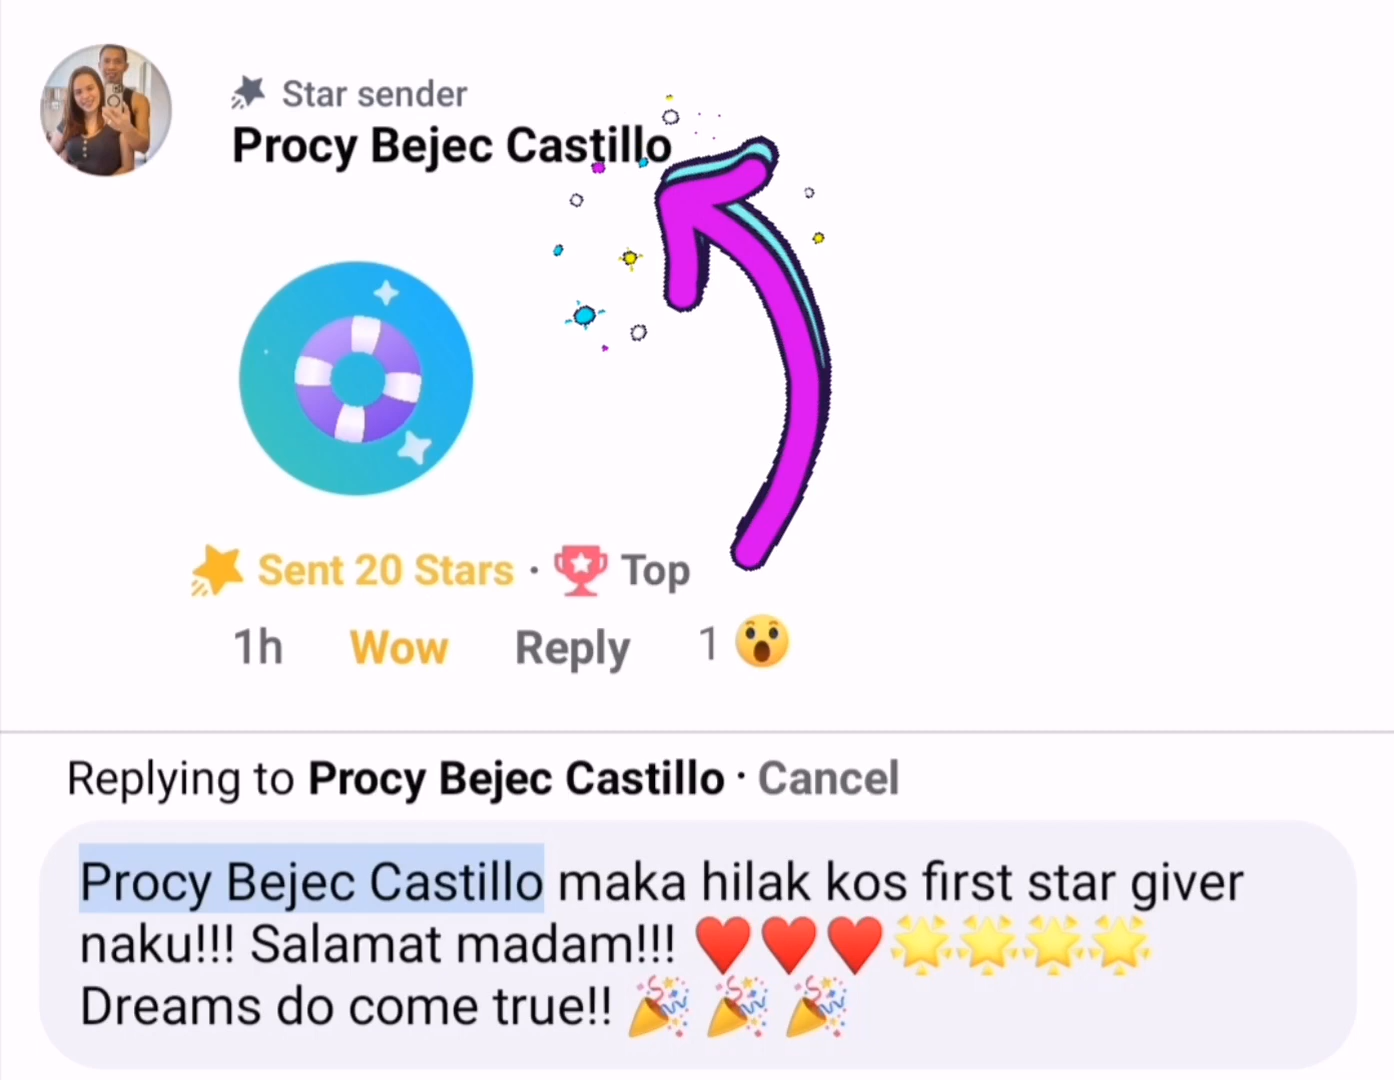 Star sender
Procy Bejec Castillo
Sent 20 Stars · Top
1h Wow Reply 1 😮
Replying to Procy Bejec Castillo · Cancel
Procy Bejec Castillo maka hilak kos first star giver
naku!!! Salamat madam!!! ❤️❤️❤️🌟🌟🌟🌟
Dreams do come true!! 🎉🎉🎉